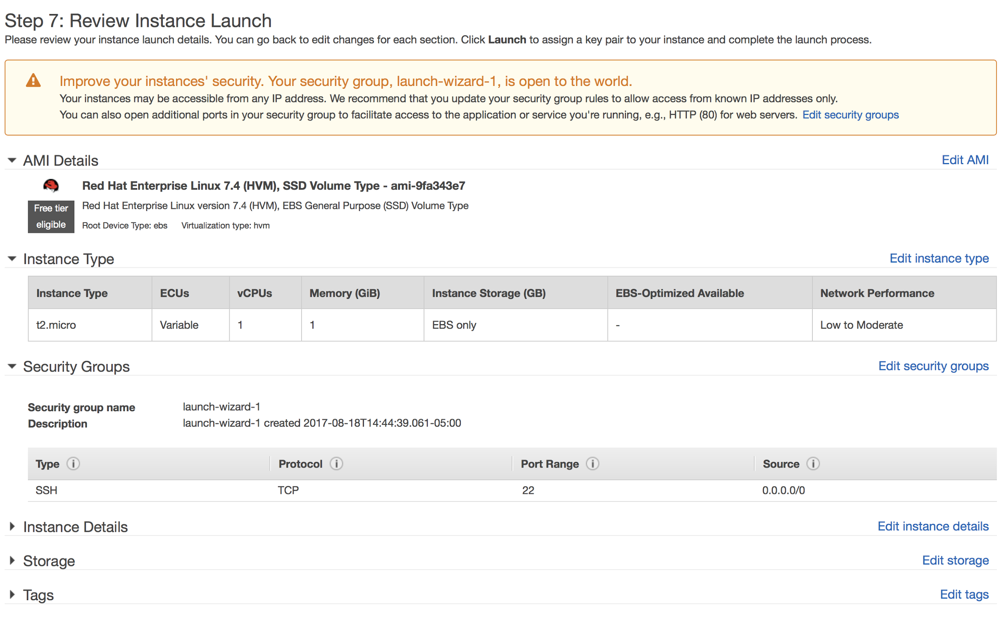 Step 7: Review Instance Launch
Please review your instance launch details. You can go back to edit changes for each section. Click Launch to assign a key pair to your instance and complete the launch process.
Improve your instances' security. Your security group, launch-wizard-1, is open to the world.
Your instances may be accessible from any IP address. We recommend that you update your security group rules to allow access from known IP addresses only.
You can also open additional ports in your security group to facilitate access to the application or service you're running, e.g., HTTP (80) for web servers. Edit security groups
AMI Details Edit AMI
Red Hat Enterprise Linux 7.4 (HVM), SSD Volume Type - ami-9fa343e7
Free tier eligible
Red Hat Enterprise Linux version 7.4 (HVM), EBS General Purpose (SSD) Volume Type
Root Device Type: ebs Virtualization type: hvm
Instance Type Edit instance type
Instance Type ECUs vCPUs Memory (GiB) Instance Storage (GB) EBS-Optimized Available Network Performance
t2.micro Variable 1 1 EBS only - Low to Moderate
Security Groups Edit security groups
Security group name launch-wizard-1
Description launch-wizard-1 created 2017-08-18T14:44:39.061-05:00
Type Protocol Port Range Source
SSH TCP 22 0.0.0.0/0
Instance Details Edit instance details
Storage Edit storage
Tags Edit tags